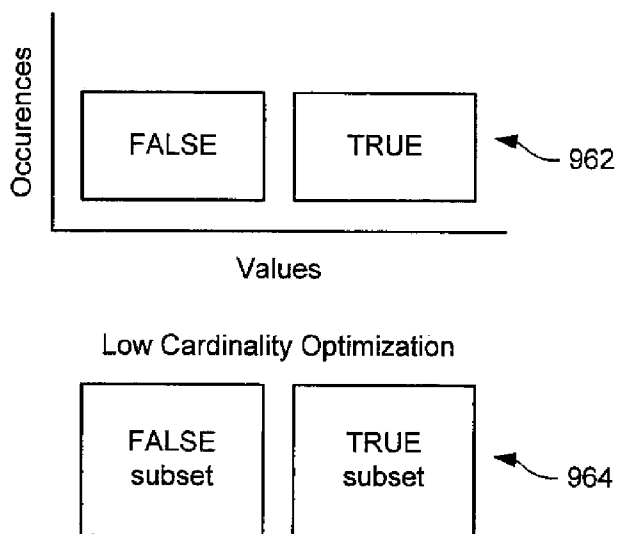 Occurences
FALSE
TRUE
962
Values
Low Cardinality Optimization
FALSE
subset
TRUE
subset
964